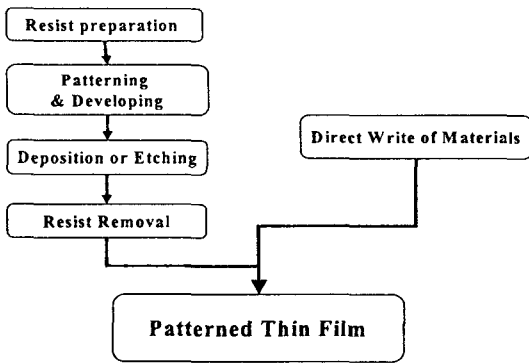 Resist preparation
Patterning
& Developing
Deposition or Etching
Resist Removal
Direct Write of Materials
Patterned Thin Film